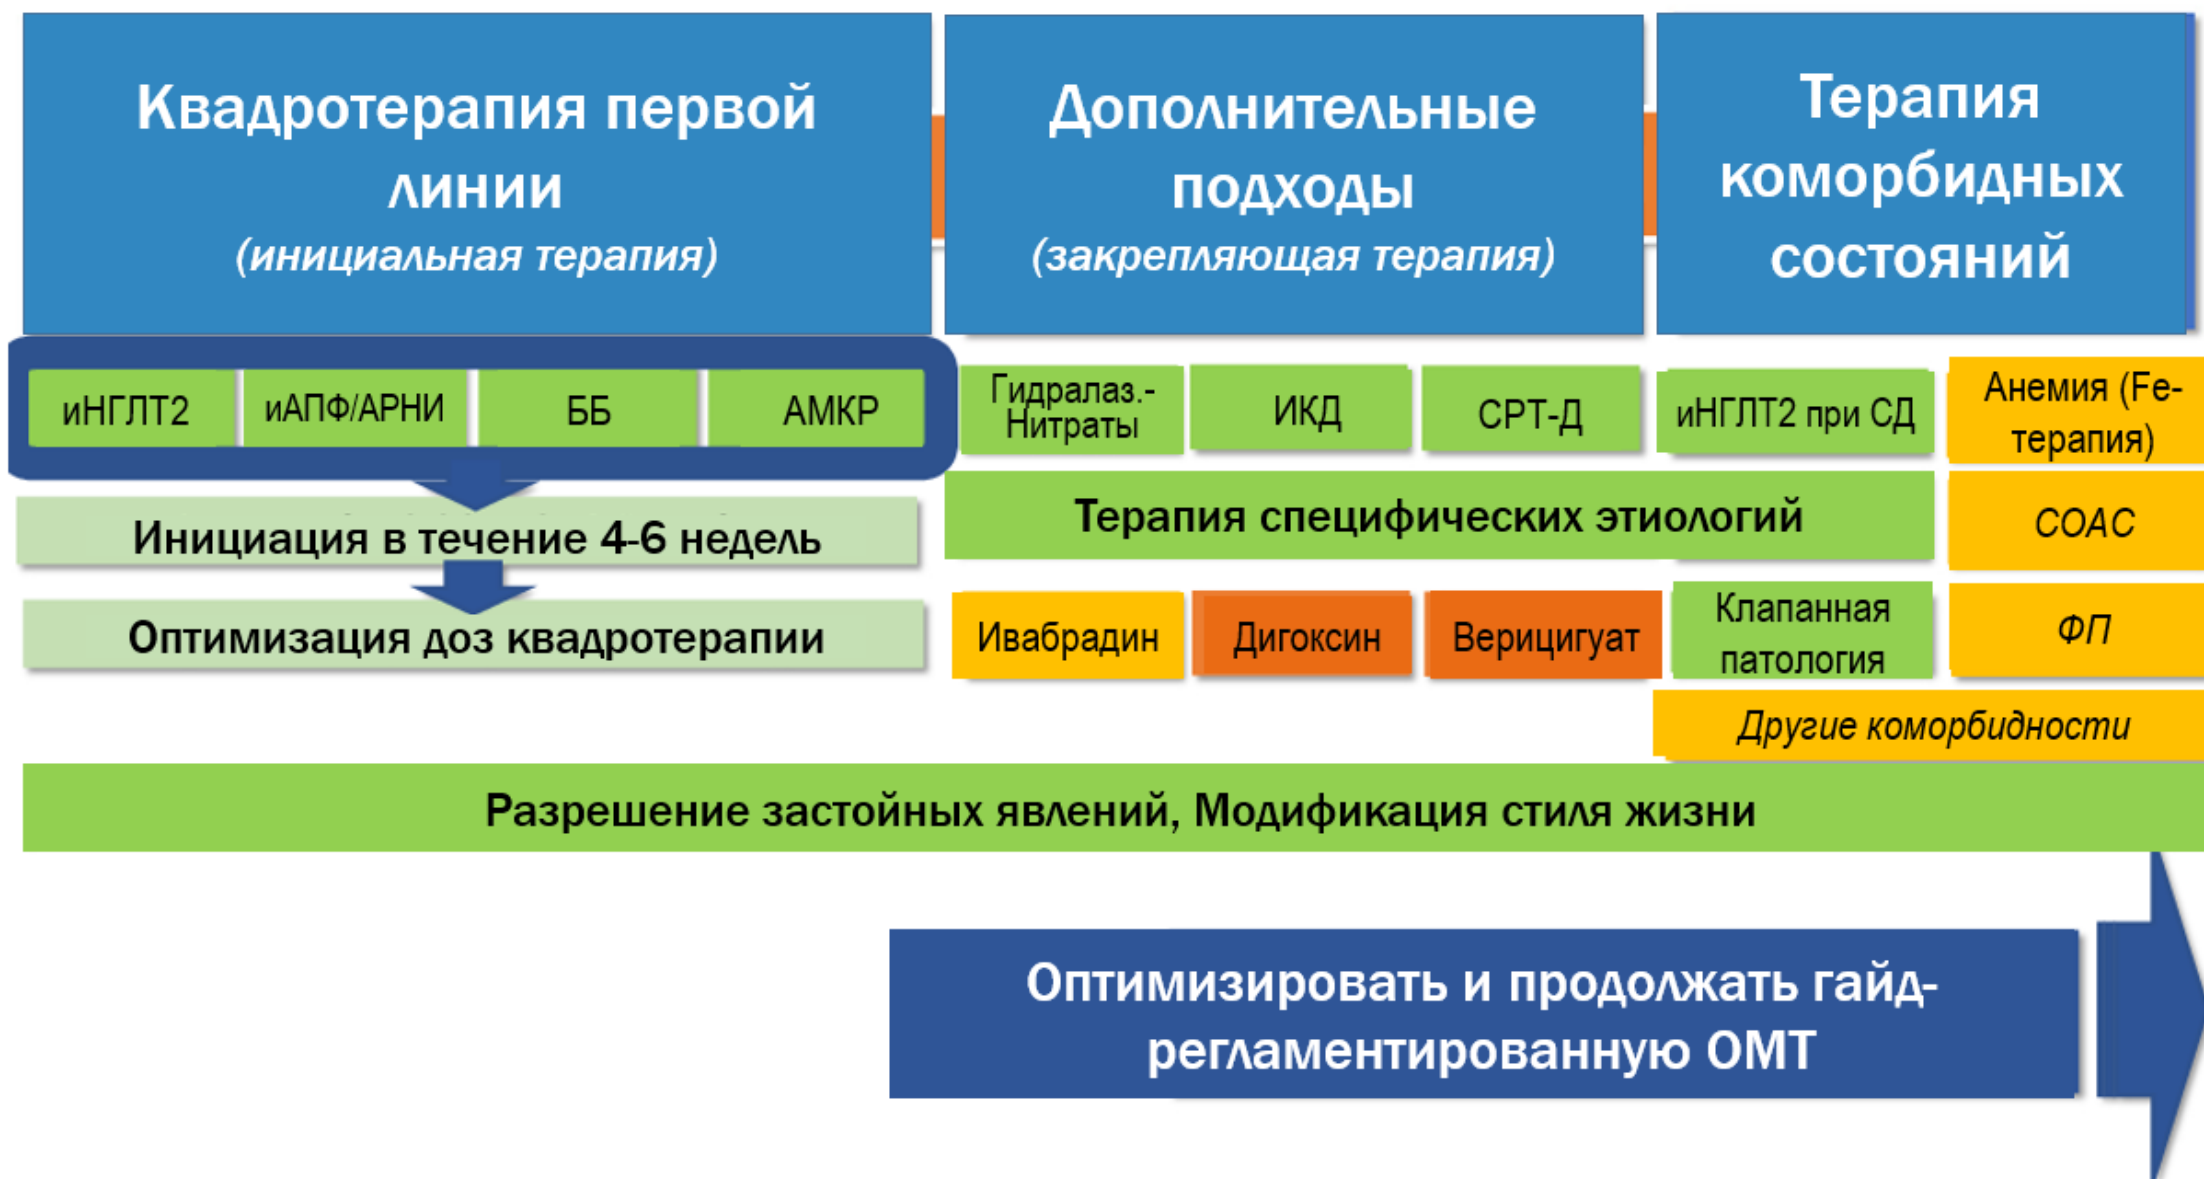 Квадротерапия первой
линии
(инициальная терапия)
Дополнительные
подходы
(закрепляющая терапия)
Терапия
коморбидных
состояний
иНГЛТ2
иАПФ/АРНИ
ББ
АМКР
Гидралаз.-
Нитраты
ИКД
СРТ-Д
иНГЛТ2 при СД
Анемия (Fe-
терапия)
Инициация в течение 4-6 недель
Терапия специфических этиологий
СОАС
Оптимизация доз квадротерапии
Ивабрадин
Дигоксин
Верицигуат
Клапанная
патология
ФП
Другие коморбидности
Разрешение застойных явлений, Модификация стиля жизни
Оптимизировать и продолжать гайд-
регламентированную ОМТ